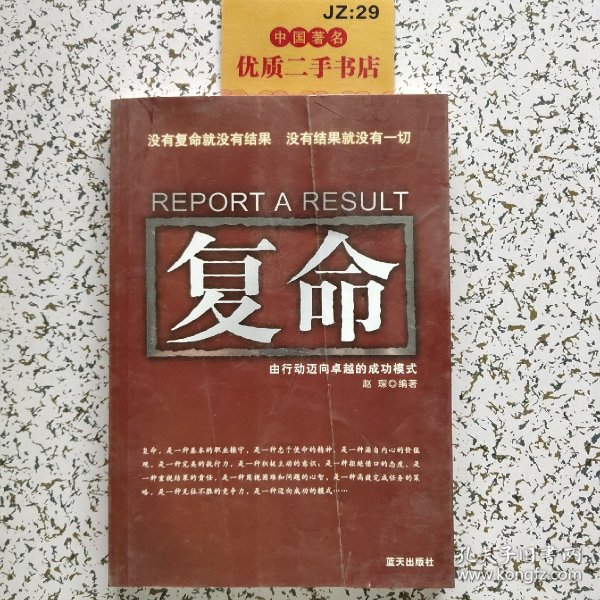 JZ:29
中国著名
优质二手书店
没有复命就没有结果 没有结果就没有一切
REPORT A RESULT
复命
由行动迈向卓越的成功模式
赵 琛◎编著
复命，是一种基本的职业操守，是一种忠于使命的精神，是一种源自内心的价值
观，是一种完美的执行力，是一种积极主动的意识，是一种拒绝借口的态度，是
一种重视结果的责任，是一种藐视困难和问题的心智，是一种高效完成任务的策
略，是一种无往不胜的竞争力，是一种迈向成功的模式……
蓝天出版社
孔夫子旧书网
kongfz.com